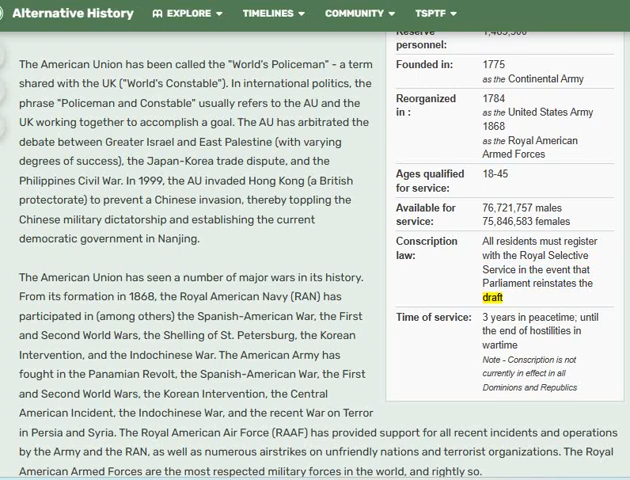 Alternative History
EXPLORE
TIMELINES
COMMUNITY
TSPTF
The American Union has been called the "World's Policeman" - a term
shared with the UK ("World's Constable"). In international politics, the
phrase "Policeman and Constable" usually refers to the AU and the
UK working together to accomplish a goal. The AU has arbitrated the
debate between Greater Israel and East Palestine (with varying
degrees of success), the Japan-Korea trade dispute, and the
Philippines Civil War. In 1999, the AU invaded Hong Kong (a British
protectorate) to prevent a Chinese invasion, thereby toppling the
Chinese military dictatorship and establishing the current
democratic government in Nanjing.
The American Union has seen a number of major wars in its history.
From its formation in 1868, the Royal American Navy (RAN) has
participated in (among others) the Spanish-American War, the First
and Second World Wars, the Shelling of St. Petersburg, the Korean
Intervention, and the Indochinese War. The American Army has
fought in the Panamian Revolt, the Spanish-American War, the First
and Second World Wars, the Korean Intervention, the Central
American Incident, the Indochinese War, and the recent War on Terror
in Persia and Syria. The Royal American Air Force (RAAF) has provided support for all recent incidents and operations
by the Army and the RAN, as well as numerous airstrikes on unfriendly nations and terrorist organizations. The Royal
American Armed Forces are the most respected military forces in the world, and rightly so.
Reserve
personnel:
Founded in: 1775
as the Continental Army
Reorganized 1784
in : as the United States Army
1868
as the Royal American
Armed Forces
Ages qualified 18-45
for service:
Available for 76,721,757 males
service: 75,846,583 females
Conscription All residents must register
law: with the Royal Selective
Service in the event that
Parliament reinstates the
draft
Time of service: 3 years in peacetime; until
the end of hostilities in
wartime
Note - Conscription is not
currently in effect in all
Dominions and Republics